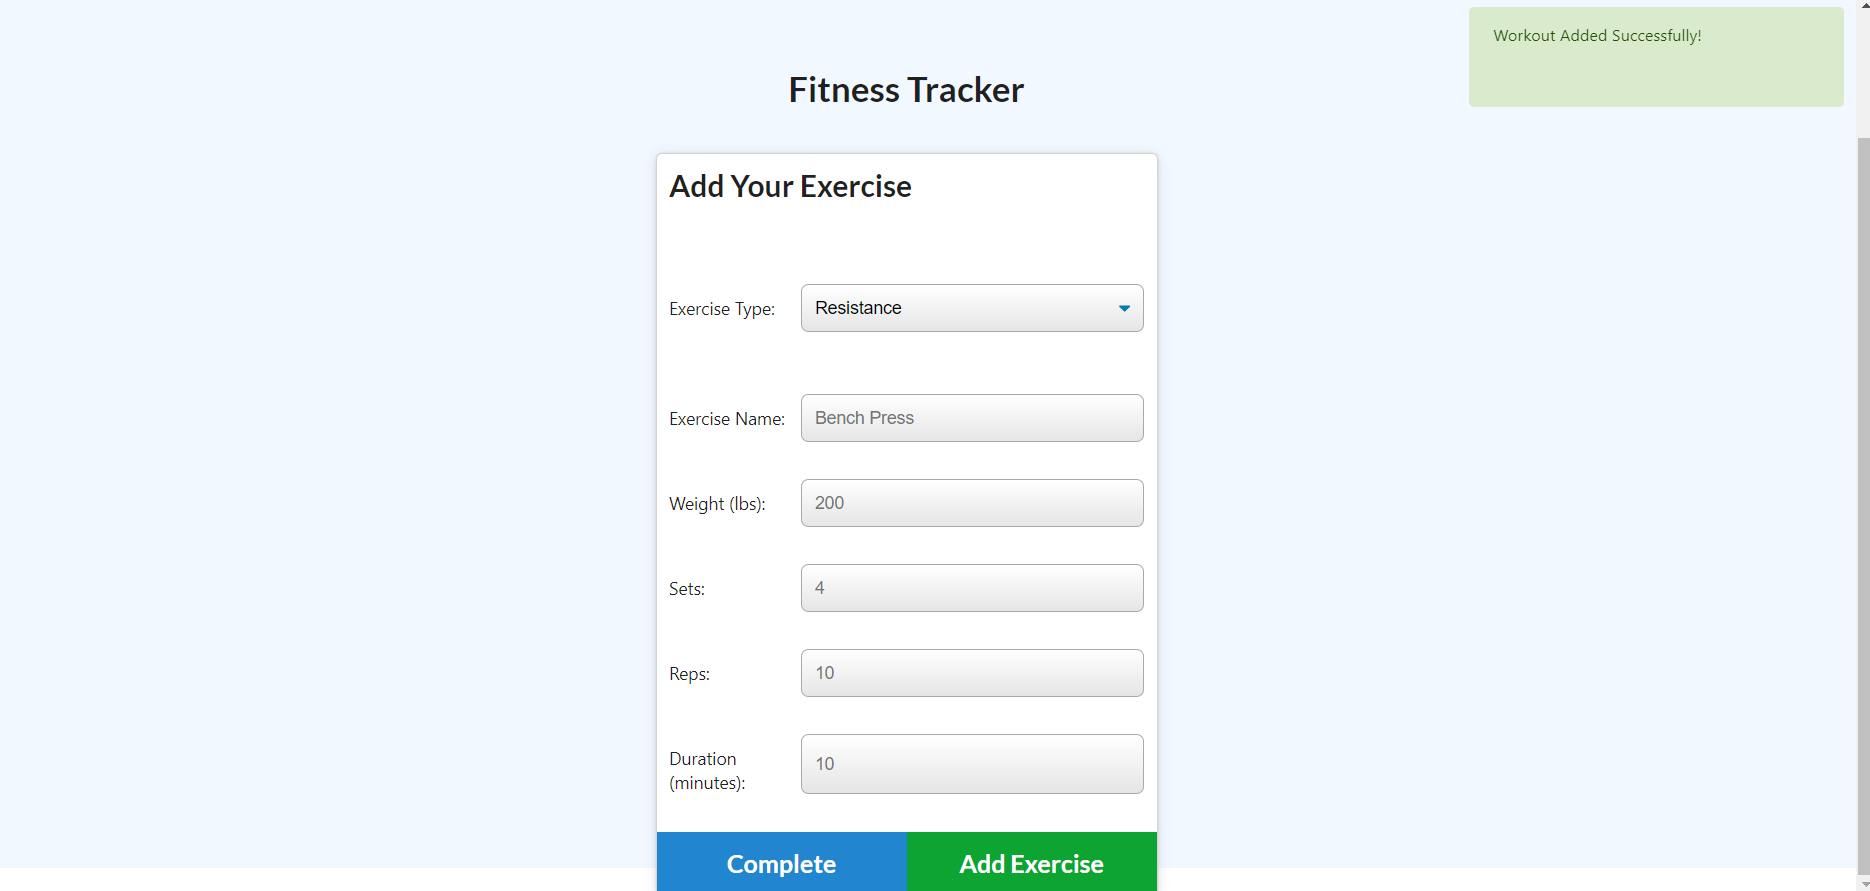 Workout Added Successfully!
Fitness Tracker
Add Your Exercise
Exercise Type:
Resistance
Exercise Name:
Bench Press
Weight (lbs):
200
Sets:
4
Reps:
10
Duration
(minutes):
10
Complete
Add Exercise